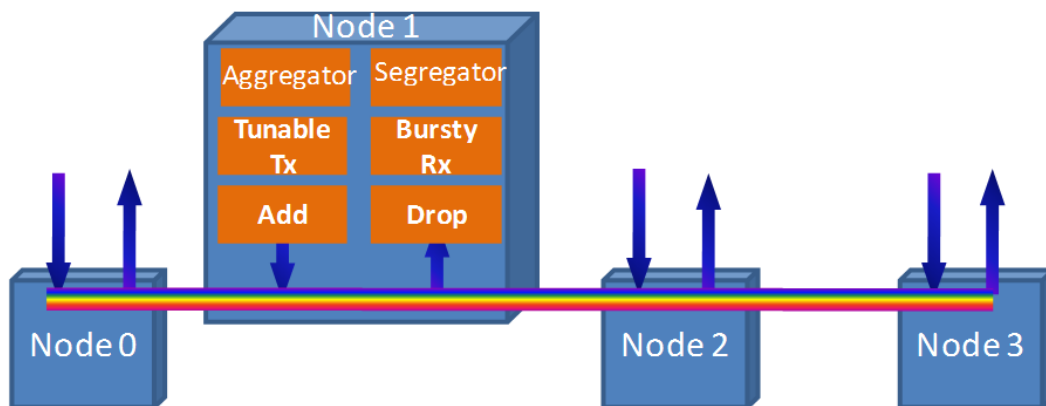 Node 1
Aggregator
Segregator
Tunable
Tx
Bursty
Rx
Add
Drop
Node 0
Node 2
Node 3